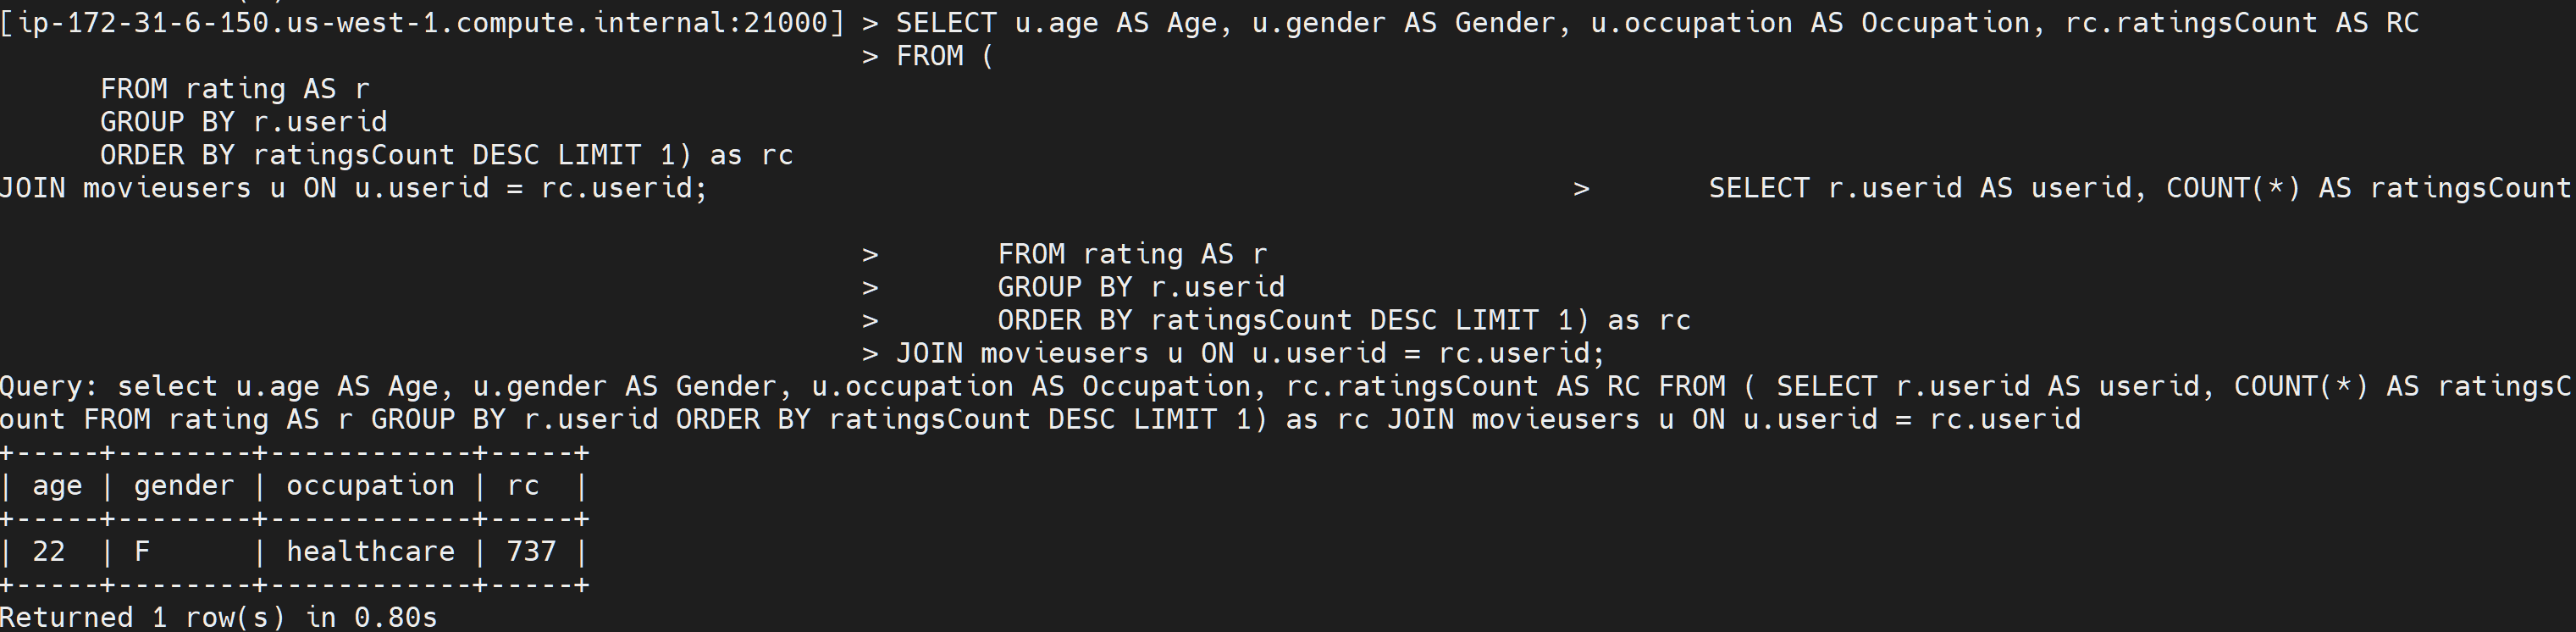 [ip-172-31-6-150.us-west-1.compute.internal:21000] > SELECT u.age AS Age, u.gender AS Gender, u.occupation AS Occupation, rc.ratingsCount AS RC
> FROM (
FROM rating AS r
GROUP BY r.userid
ORDER BY ratingsCount DESC LIMIT 1) as rc
JOIN movieusers u ON u.userid = rc.userid; > SELECT r.userid AS userid, COUNT(*) AS ratingsCount
> FROM rating AS r
> GROUP BY r.userid
> ORDER BY ratingsCount DESC LIMIT 1) as rc
> JOIN movieusers u ON u.userid = rc.userid;
Query: select u.age AS Age, u.gender AS Gender, u.occupation AS Occupation, rc.ratingsCount AS RC FROM ( SELECT r.userid AS userid, COUNT(*) AS ratingsC
ount FROM rating AS r GROUP BY r.userid ORDER BY ratingsCount DESC LIMIT 1) as rc JOIN movieusers u ON u.userid = rc.userid
+-----+--------+------------+-----+
| age | gender | occupation | rc  |
+-----+--------+------------+-----+
| 22  | F      | healthcare | 737 |
+-----+--------+------------+-----+
Returned 1 row(s) in 0.80s